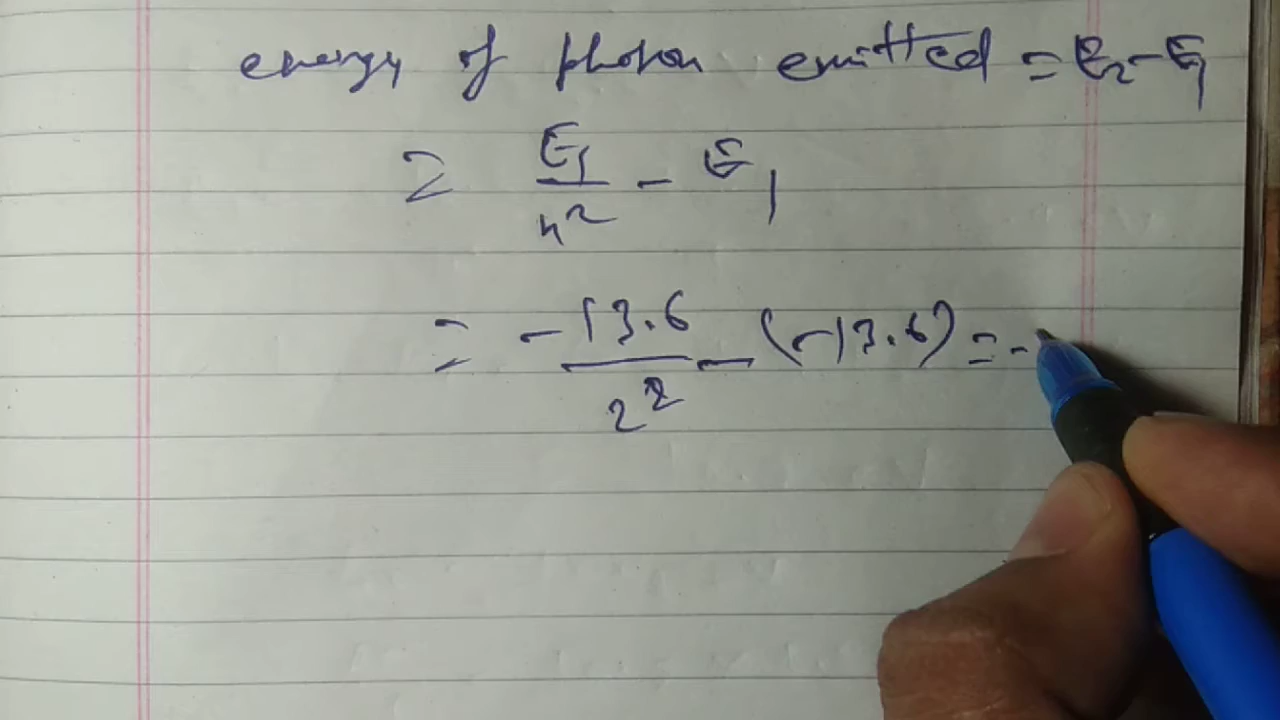 energy of photon emitted = E₂ - E₁
= E₁/n² - E₁
= -13.6/2² - (-13.6) = -